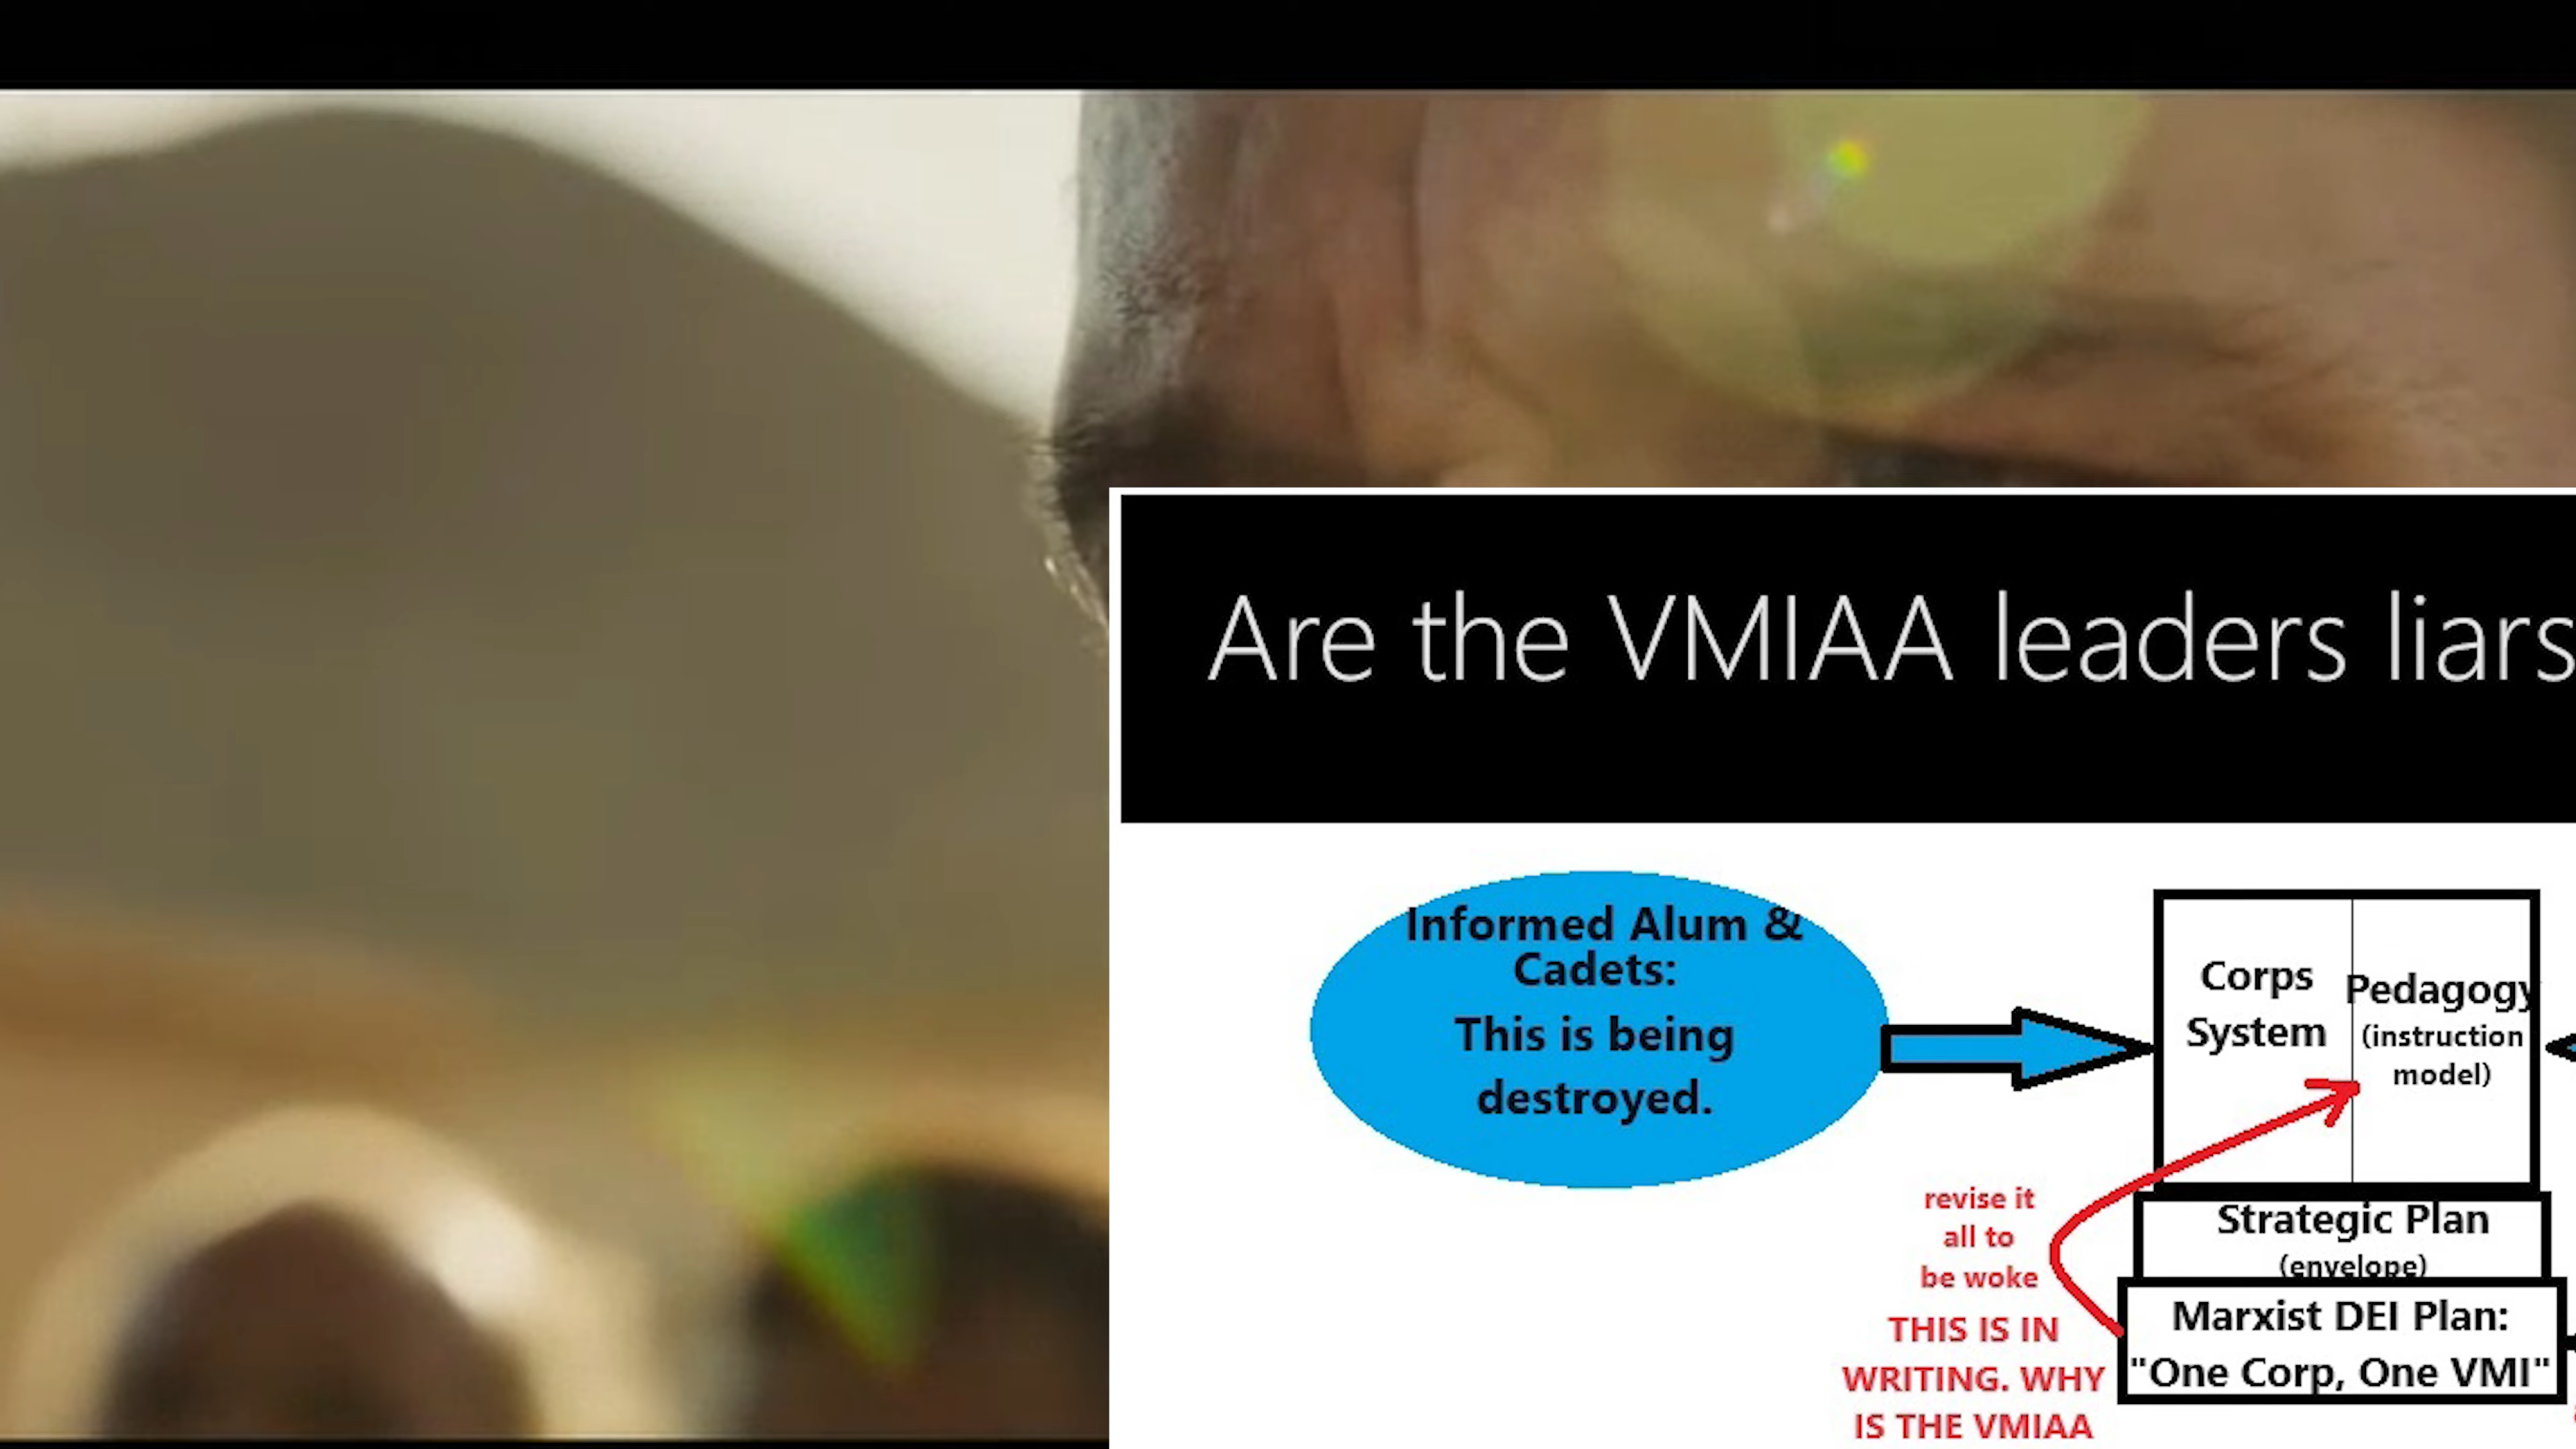 Are the VMIAA leaders liars
Informed Alum &
Cadets:
This is being
destroyed.
Corps
System
Pedagogy
(instruction
model)
revise it
all to
be woke
THIS IS IN
WRITING. WHY
IS THE VMIAA
Strategic Plan
(envelope)
Marxist DEI Plan:
"One Corp, One VMI"